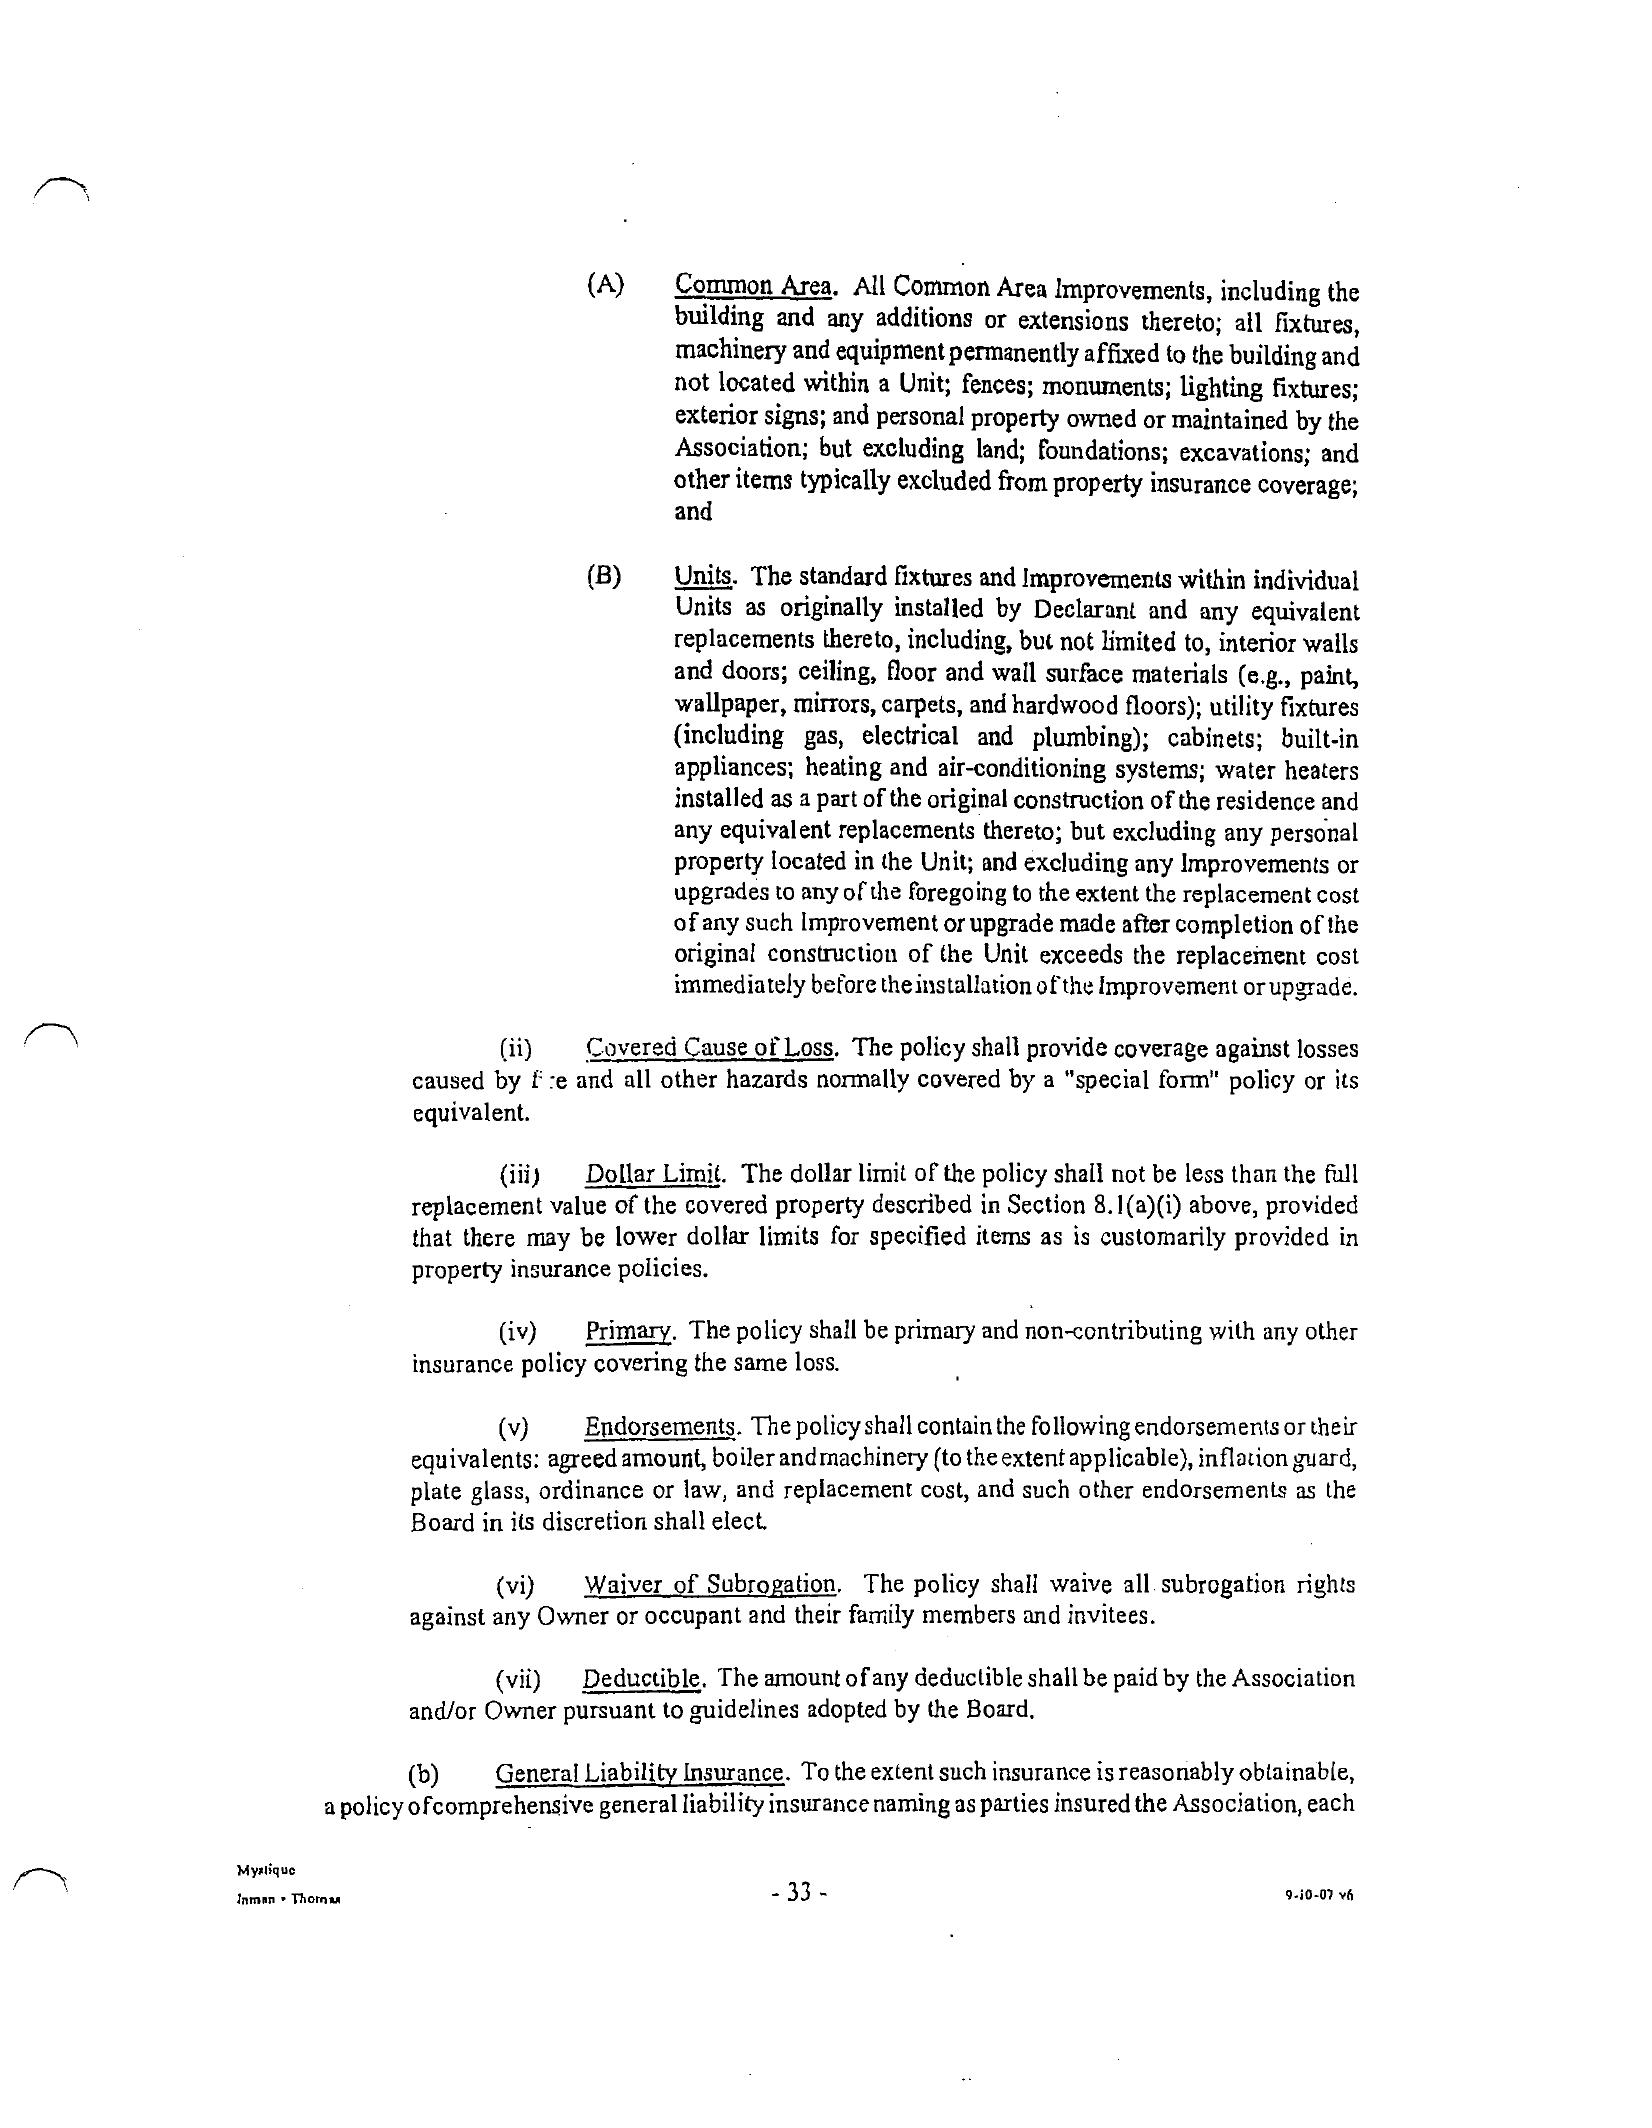 (A) Common Area. All Common Area Improvements, including the
building and any additions or extensions thereto; all fixtures,
machinery and equipment permanently affixed to the building and
not located within a Unit; fences; monuments; lighting fixtures;
exterior signs; and personal property owned or maintained by the
Association; but excluding land; foundations; excavations; and
other items typically excluded from property insurance coverage;
and
(B) Units. The standard fixtures and Improvements within individual
Units as originally installed by Declarant and any equivalent
replacements thereto, including, but not limited to, interior walls
and doors; ceiling, floor and wall surface materials (e.g., paint,
wallpaper, mirrors, carpets, and hardwood floors); utility fixtures
(including gas, electrical and plumbing); cabinets; built-in
appliances; heating and air-conditioning systems; water heaters
installed as a part of the original construction of the residence and
any equivalent replacements thereto; but excluding any personal
property located in the Unit; and excluding any Improvements or
upgrades to any of the foregoing to the extent the replacement cost
of any such Improvement or upgrade made after completion of the
original construction of the Unit exceeds the replacement cost
immediately before the installation of the Improvement or upgrade.
(ii) Covered Cause of Loss. The policy shall provide coverage against losses
caused by and all other hazards normally covered by a "special form" policy or its
equivalent.
(iii) Dollar Limit. The dollar limit of the policy shall not be less than the full
replacement value of the covered property described in Section 8.1(a)(i) above, provided
that there may be lower dollar limits for specified items as is customarily provided in
property insurance policies.
(iv) Primary. The policy shall be primary and non-contributing with any other
insurance policy covering the same loss.
(v) Endorsements. The policy shall contain the following endorsements or their
equivalents: agreed amount, boiler and machinery (to the extent applicable), inflation guard,
plate glass, ordinance or law, and replacement cost, and such other endorsements as the
Board in its discretion shall elect.
(vi) Waiver of Subrogation. The policy shall waive all subrogation rights
against any Owner or occupant and their family members and invitees.
(vii) Deductible. The amount of any deductible shall be paid by the Association
and/or Owner pursuant to guidelines adopted by the Board.
(b) General Liability Insurance. To the extent such insurance is reasonably obtainable,
a policy of comprehensive general liability insurance naming as parties insured the Association, each
Mystique
Inman • Thomas
- 33 -
9-10-07 v6